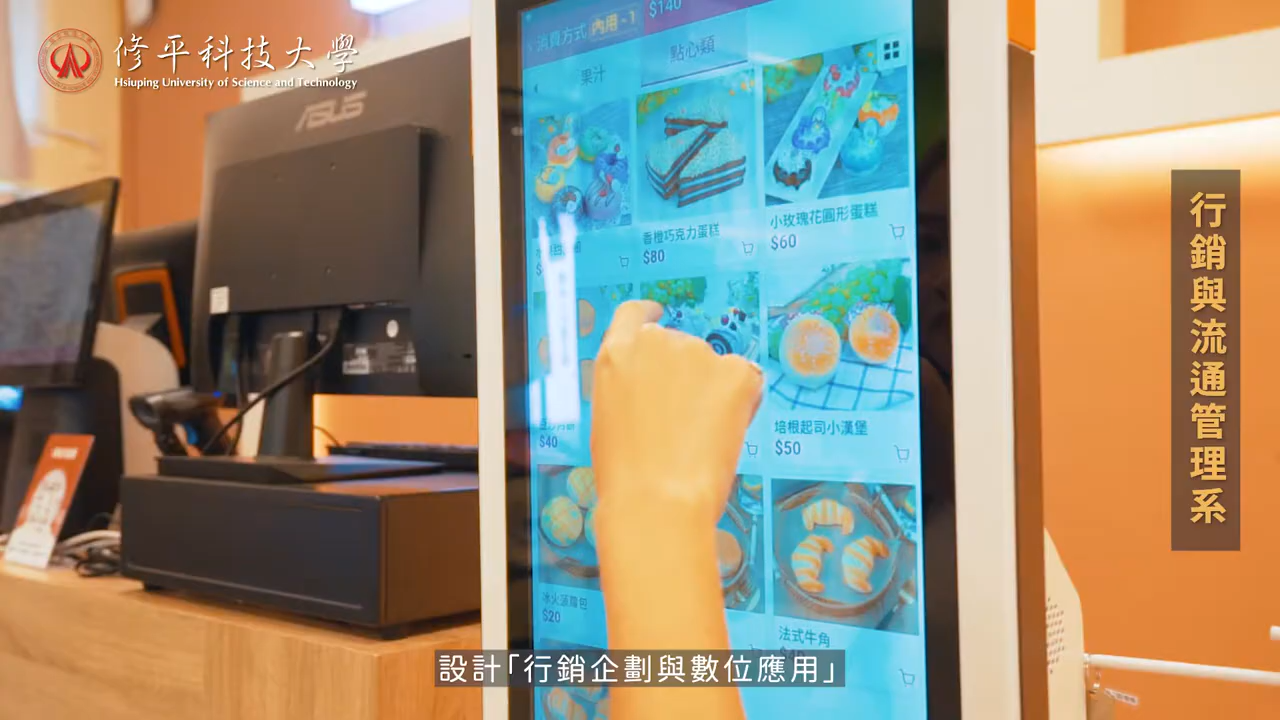 修平科技大學
Hsiuping University of Science and Technology
ASUS
$140
消費方式 內用 ~ 1
果汁
點心類
香橙巧克力蛋糕
$80
小玫瑰花圓形蛋糕
$60
$40
培根起司小漢堡
$50
冰火菠蘿包
$20
法式牛角
行銷與流通管理系
設計「行銷企劃與數位應用」